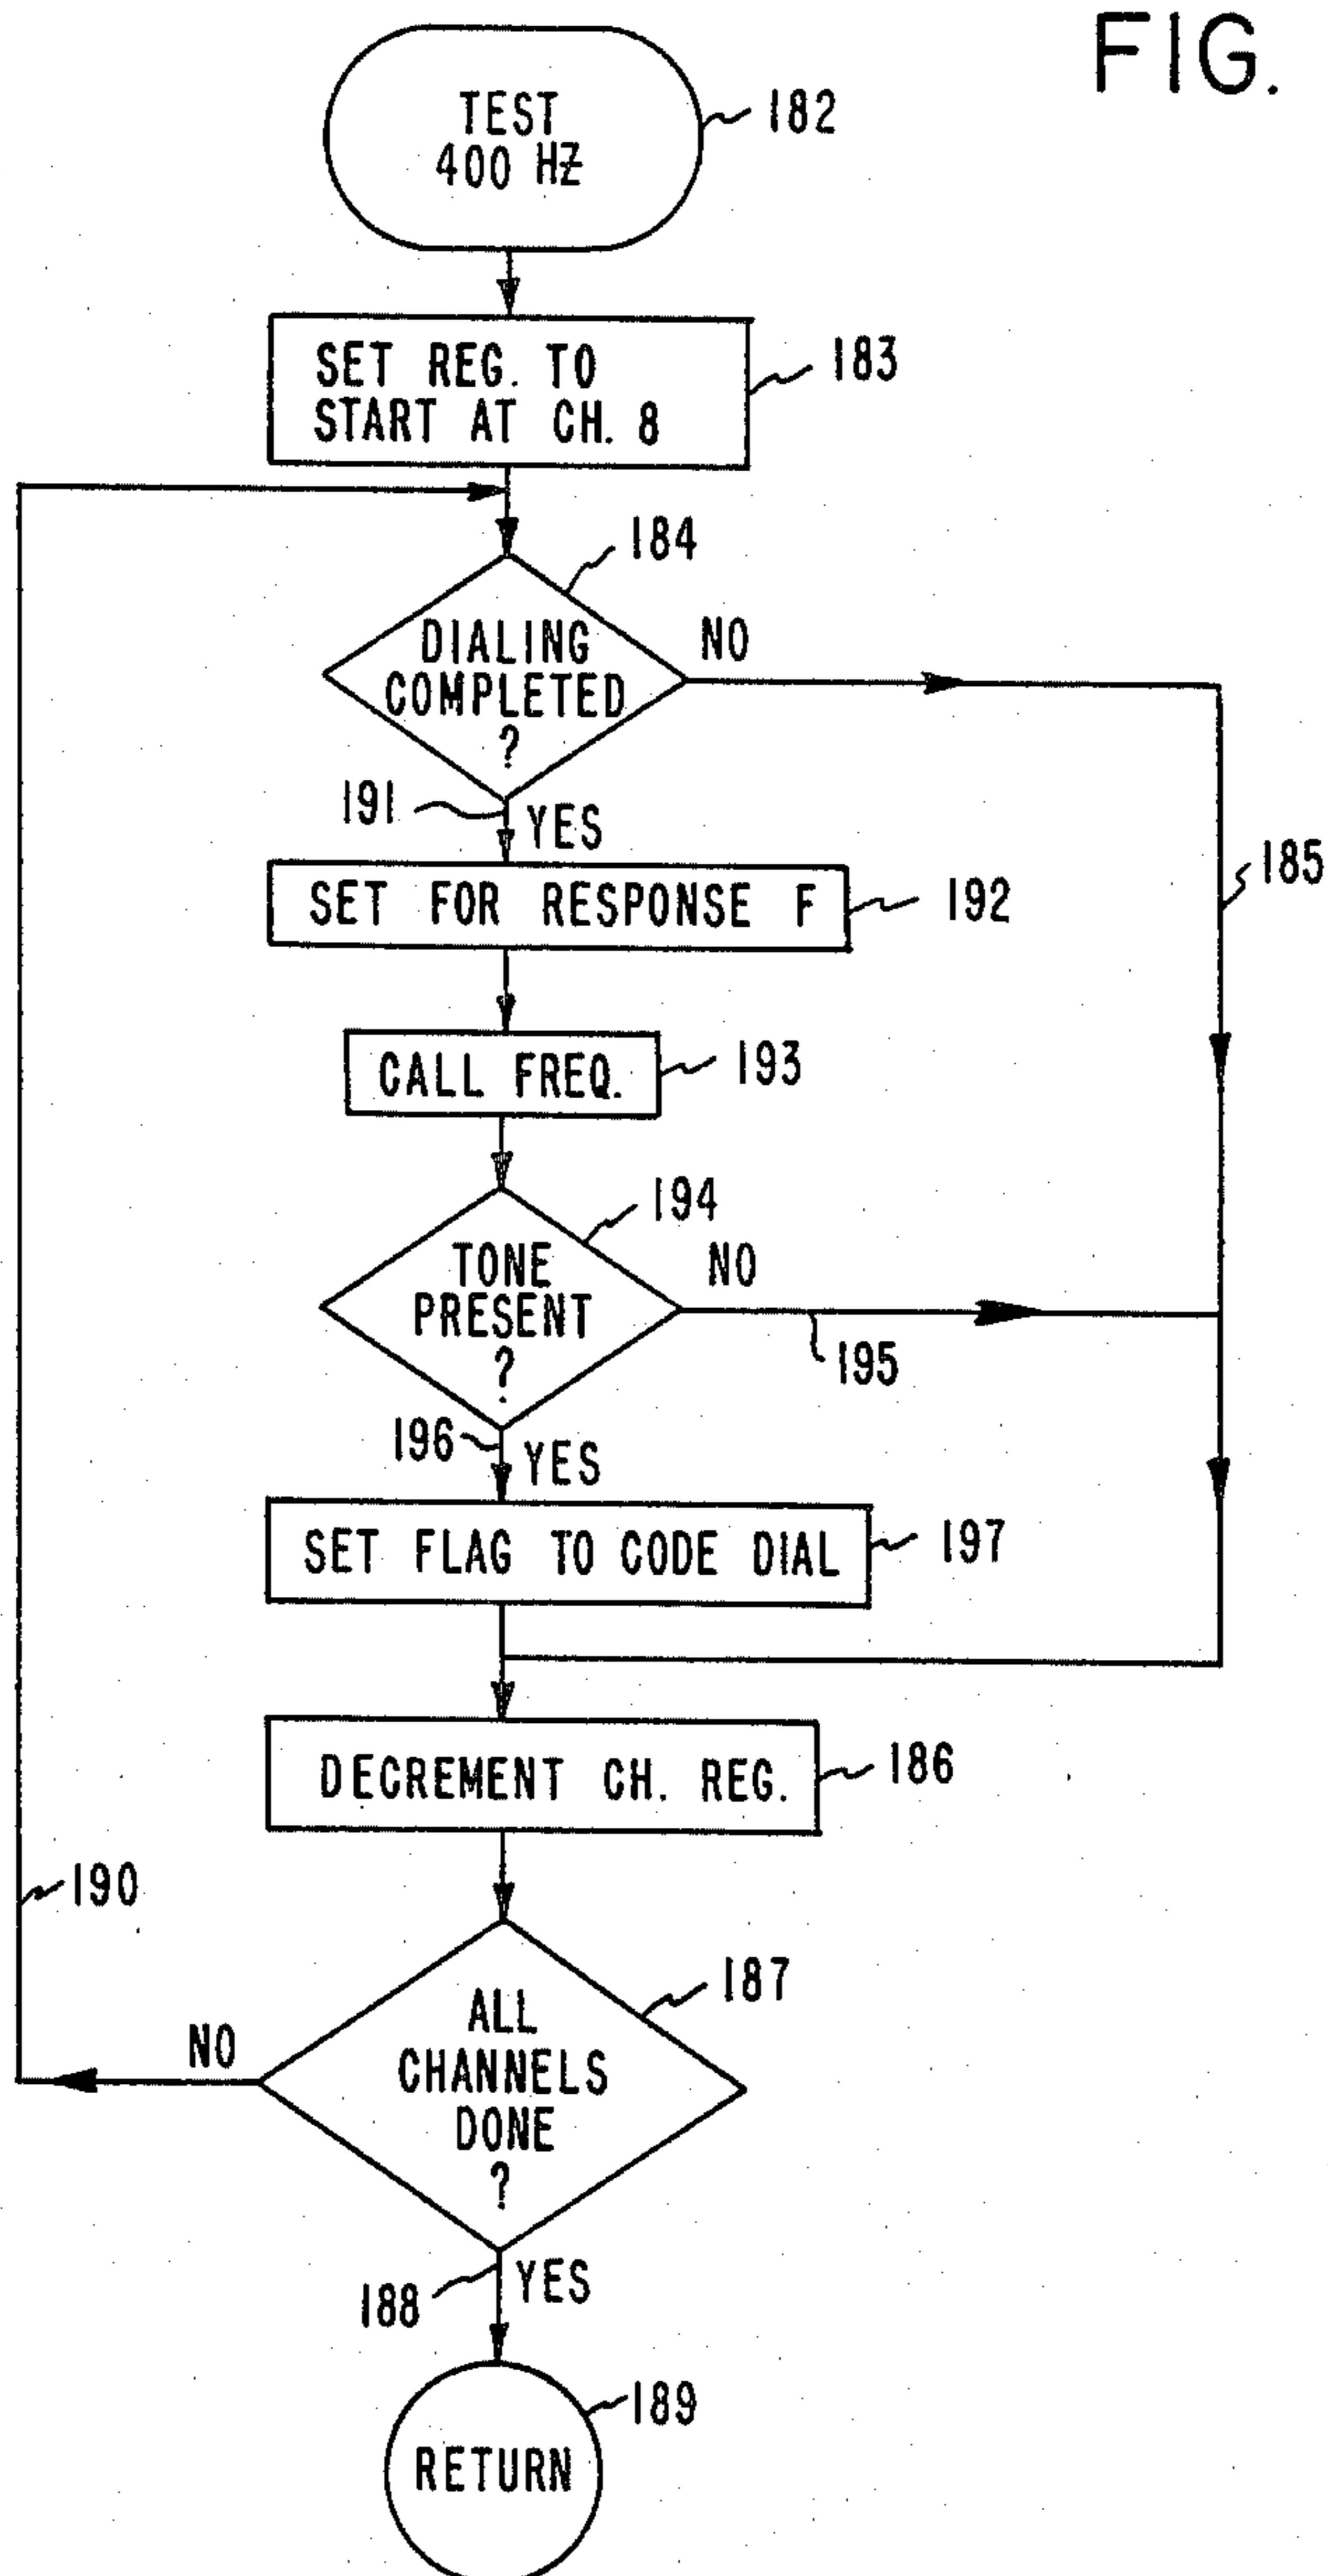 FIG.
TEST
400 HZ
182
SET REG. TO
START AT CH. 8
183
184
DIALING
COMPLETED
?
NO
185
191
YES
SET FOR RESPONSE F
192
CALL FREQ.
193
194
TONE
PRESENT
?
NO
195
196
YES
SET FLAG TO CODE DIAL
197
DECREMENT CH. REG.
186
190
187
ALL
CHANNELS
DONE
?
NO
188
YES
189
RETURN